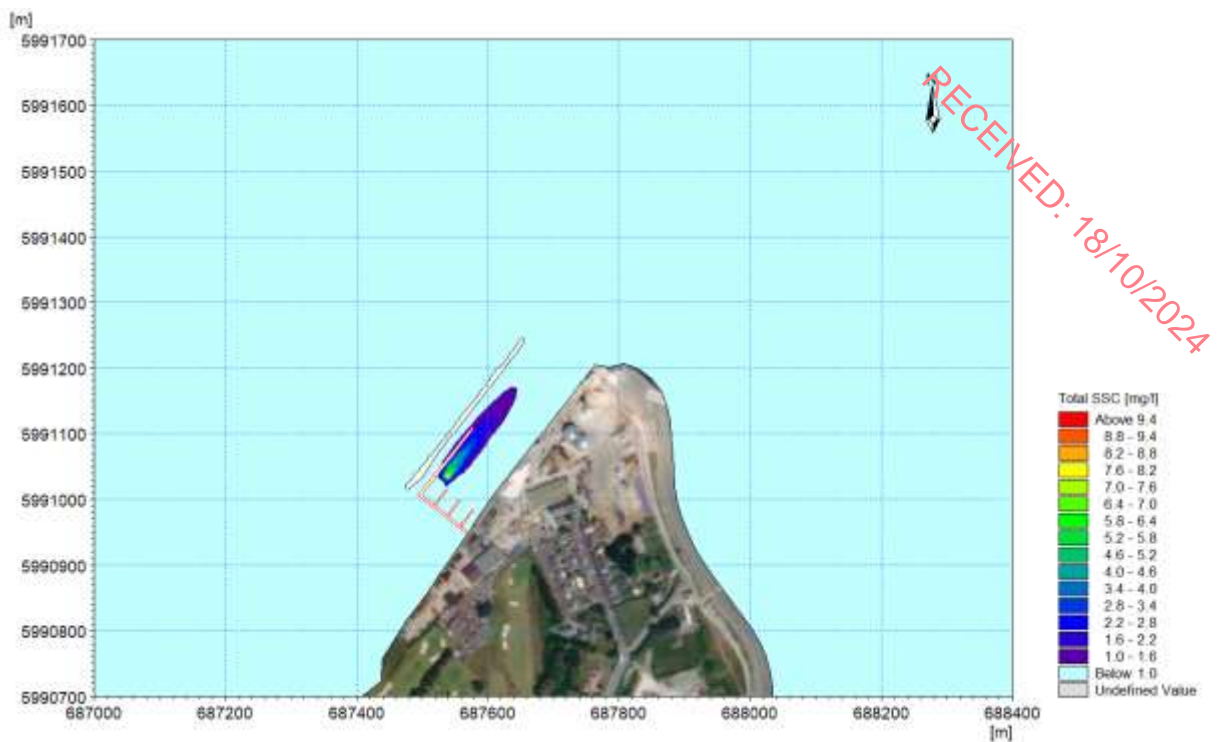 [m]
5991700
5991600
5991500
5991400
5991300
5991200
5991100
5991000
5990900
5990800
5990700
687000 687200 687400 687600 687800 688000 688200 688400
[m]
RECEIVED: 18/10/2024
Total SSC [mg/l]
Above 9.4
8.8 - 9.4
8.2 - 8.8
7.6 - 8.2
7.0 - 7.6
6.4 - 7.0
5.8 - 6.4
5.2 - 5.8
4.6 - 5.2
4.0 - 4.6
3.4 - 4.0
2.8 - 3.4
2.2 - 2.8
1.6 - 2.2
1.0 - 1.6
Below 1.0
Undefined Value